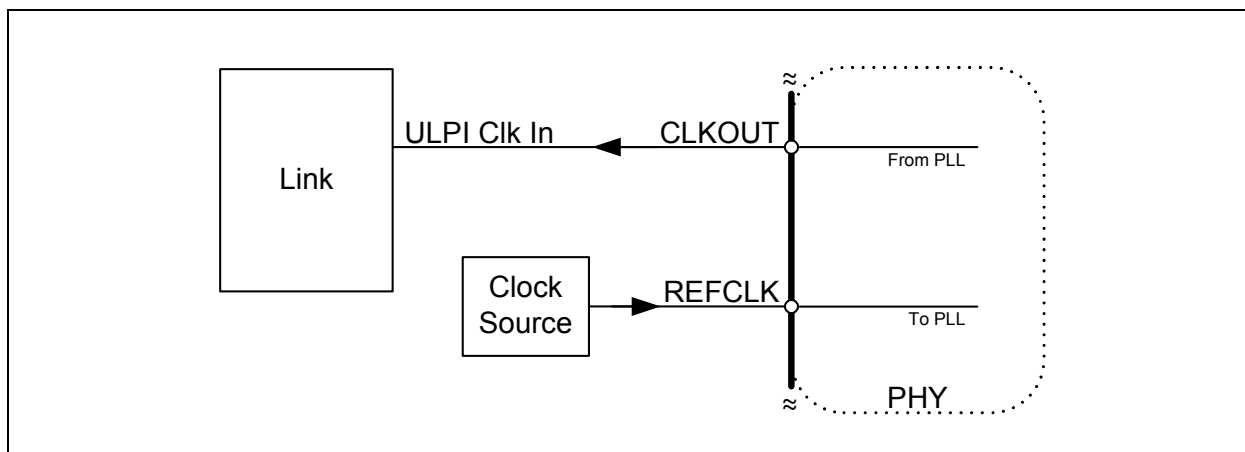 ULPI Clk In
CLKOUT
From PLL
Link
Clock
Source
REFCLK
To PLL
PHY